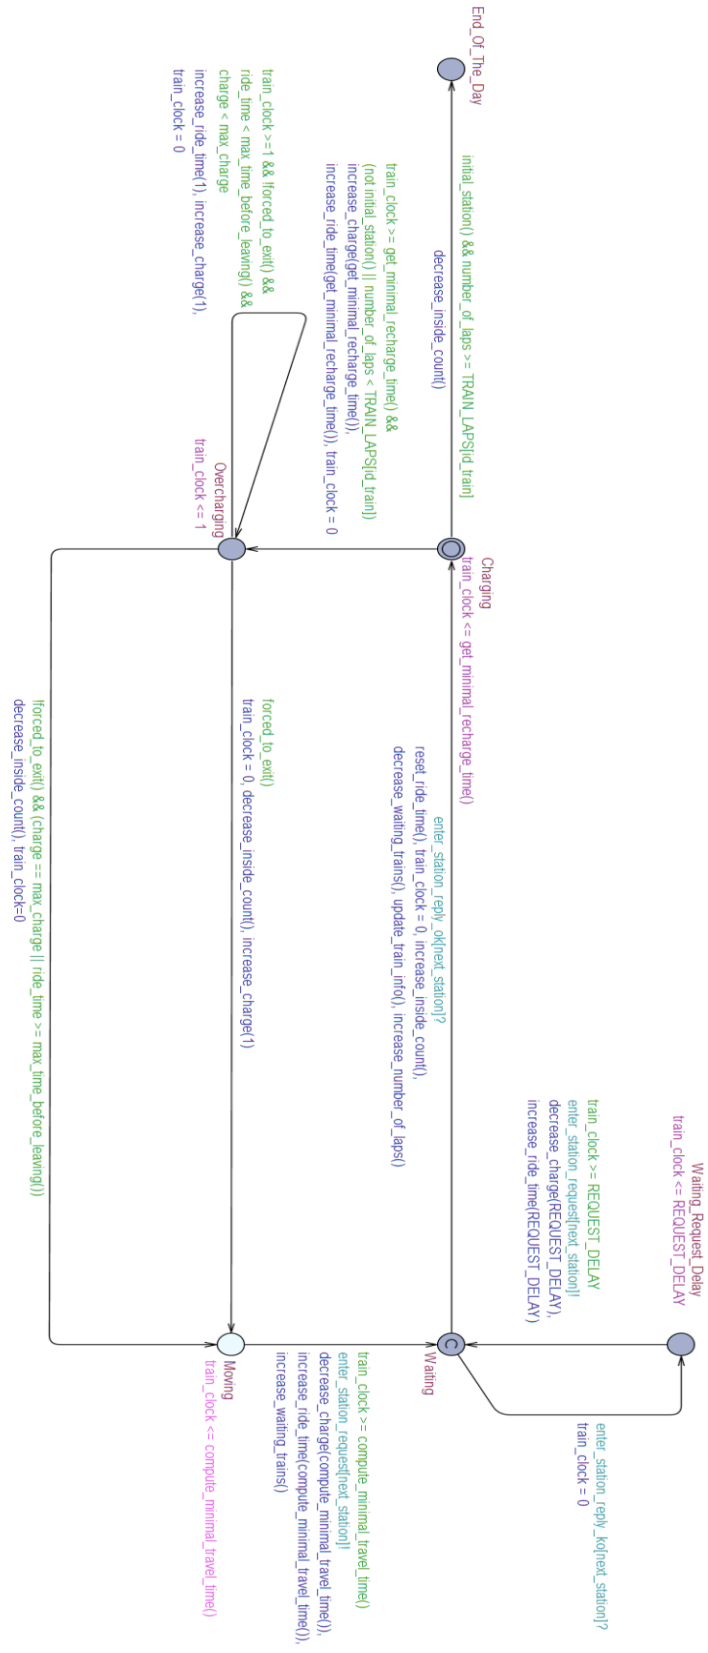 End_Of_The_Day
initial_station() && number_of_laps >= TRAIN_LAPS[id_train]
decrease_inside_count()
train_clock >= get_minimal_recharge_time() &&
(not initial_station() || number_of_laps < TRAIN_LAPS[id_train])
increase_charge(get_minimal_recharge_time()),
increase_ride_time(get_minimal_recharge_time()), train_clock = 0
train_clock >=1 && !forced_to_exit() &&
ride_time < max_time_before_leaving() &&
charge < max_charge
increase_ride_time(1), increase_charge(1),
train_clock = 0
Charging
train_clock <= get_minimal_recharge_time()
Overcharging
train_clock <= 1
enter_station_reply_ok[next_station]?
reset_ride_time(), train_clock = 0, increase_inside_count(),
decrease_waiting_trains(), update_train_info(), increase_number_of_laps()
forced_to_exit()
train_clock = 0, decrease_inside_count(), increase_charge(1)
!forced_to_exit() && (charge == max_charge || ride_time >= max_time_before_leaving())
decrease_inside_count(), train_clock=0
Waiting_Request_Delay
train_clock <= REQUEST_DELAY
train_clock >= REQUEST_DELAY
enter_station_request[next_station]!
decrease_charge(REQUEST_DELAY),
increase_ride_time(REQUEST_DELAY)
C
Waiting
enter_station_reply_ko[next_station]?
train_clock = 0
Moving
train_clock <= compute_minimal_travel_time()
train_clock >= compute_minimal_travel_time()
enter_station_request[next_station]!
decrease_charge(compute_minimal_travel_time()),
increase_ride_time(compute_minimal_travel_time()),
increase_waiting_trains()